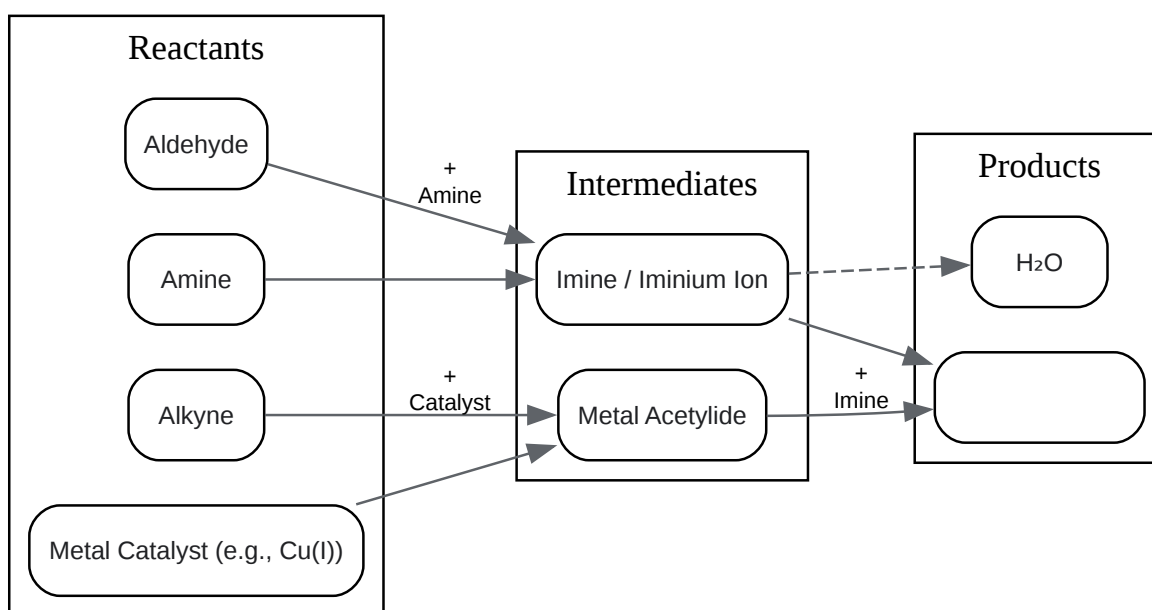 Reactants
Aldehyde
Amine
Alkyne
Metal Catalyst (e.g., Cu(I))
+
Amine
+
Catalyst
Intermediates
Imine / Iminium Ion
Metal Acetylide
+
Imine
Products
H₂O